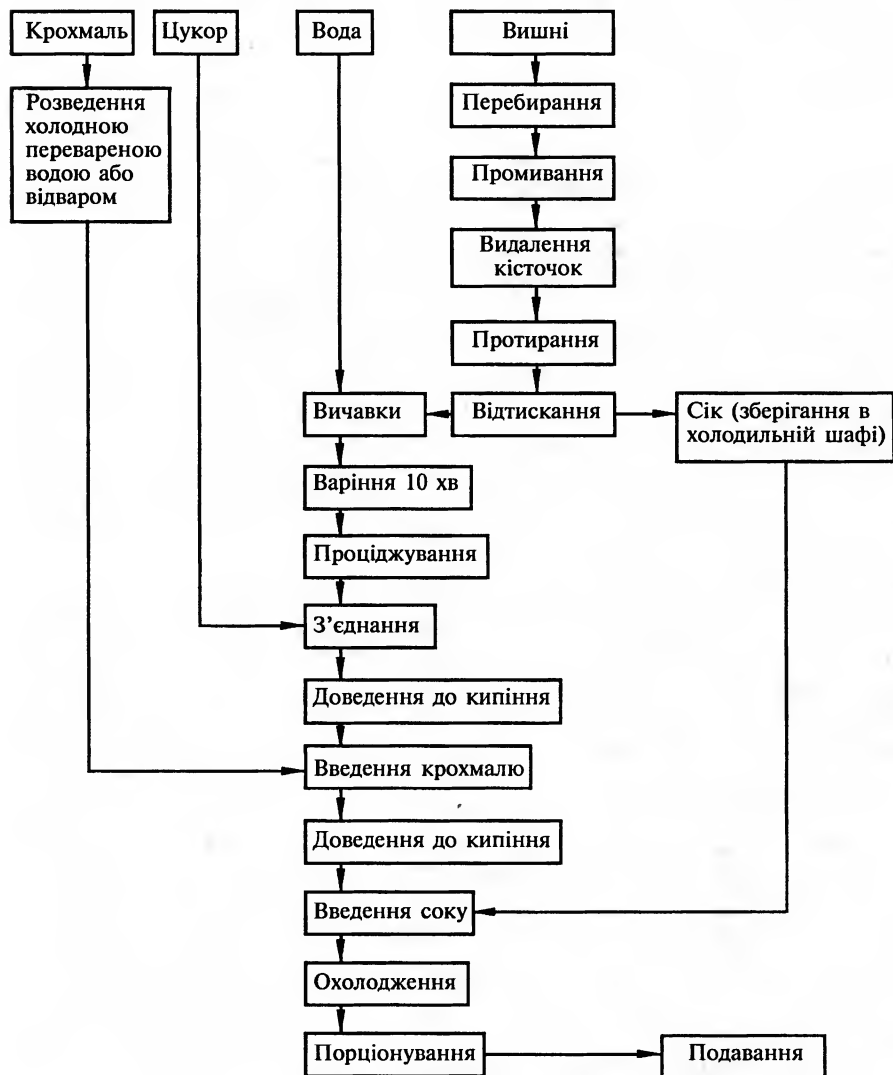 Крохмаль
Цукор
Вода
Вишні
Розведення
холодною
перевареною
водою або
відваром
Перебирання
Промивання
Видалення
кісточок
Протирання
Вичавки
Відтискання
Сік (зберігання в
холодильній шафі)
Варіння 10 хв
Проціджування
З’єднання
Доведення до кипіння
Введення крохмалю
Доведення до кипіння
Введення соку
Охолодження
Порціонування
Подавання